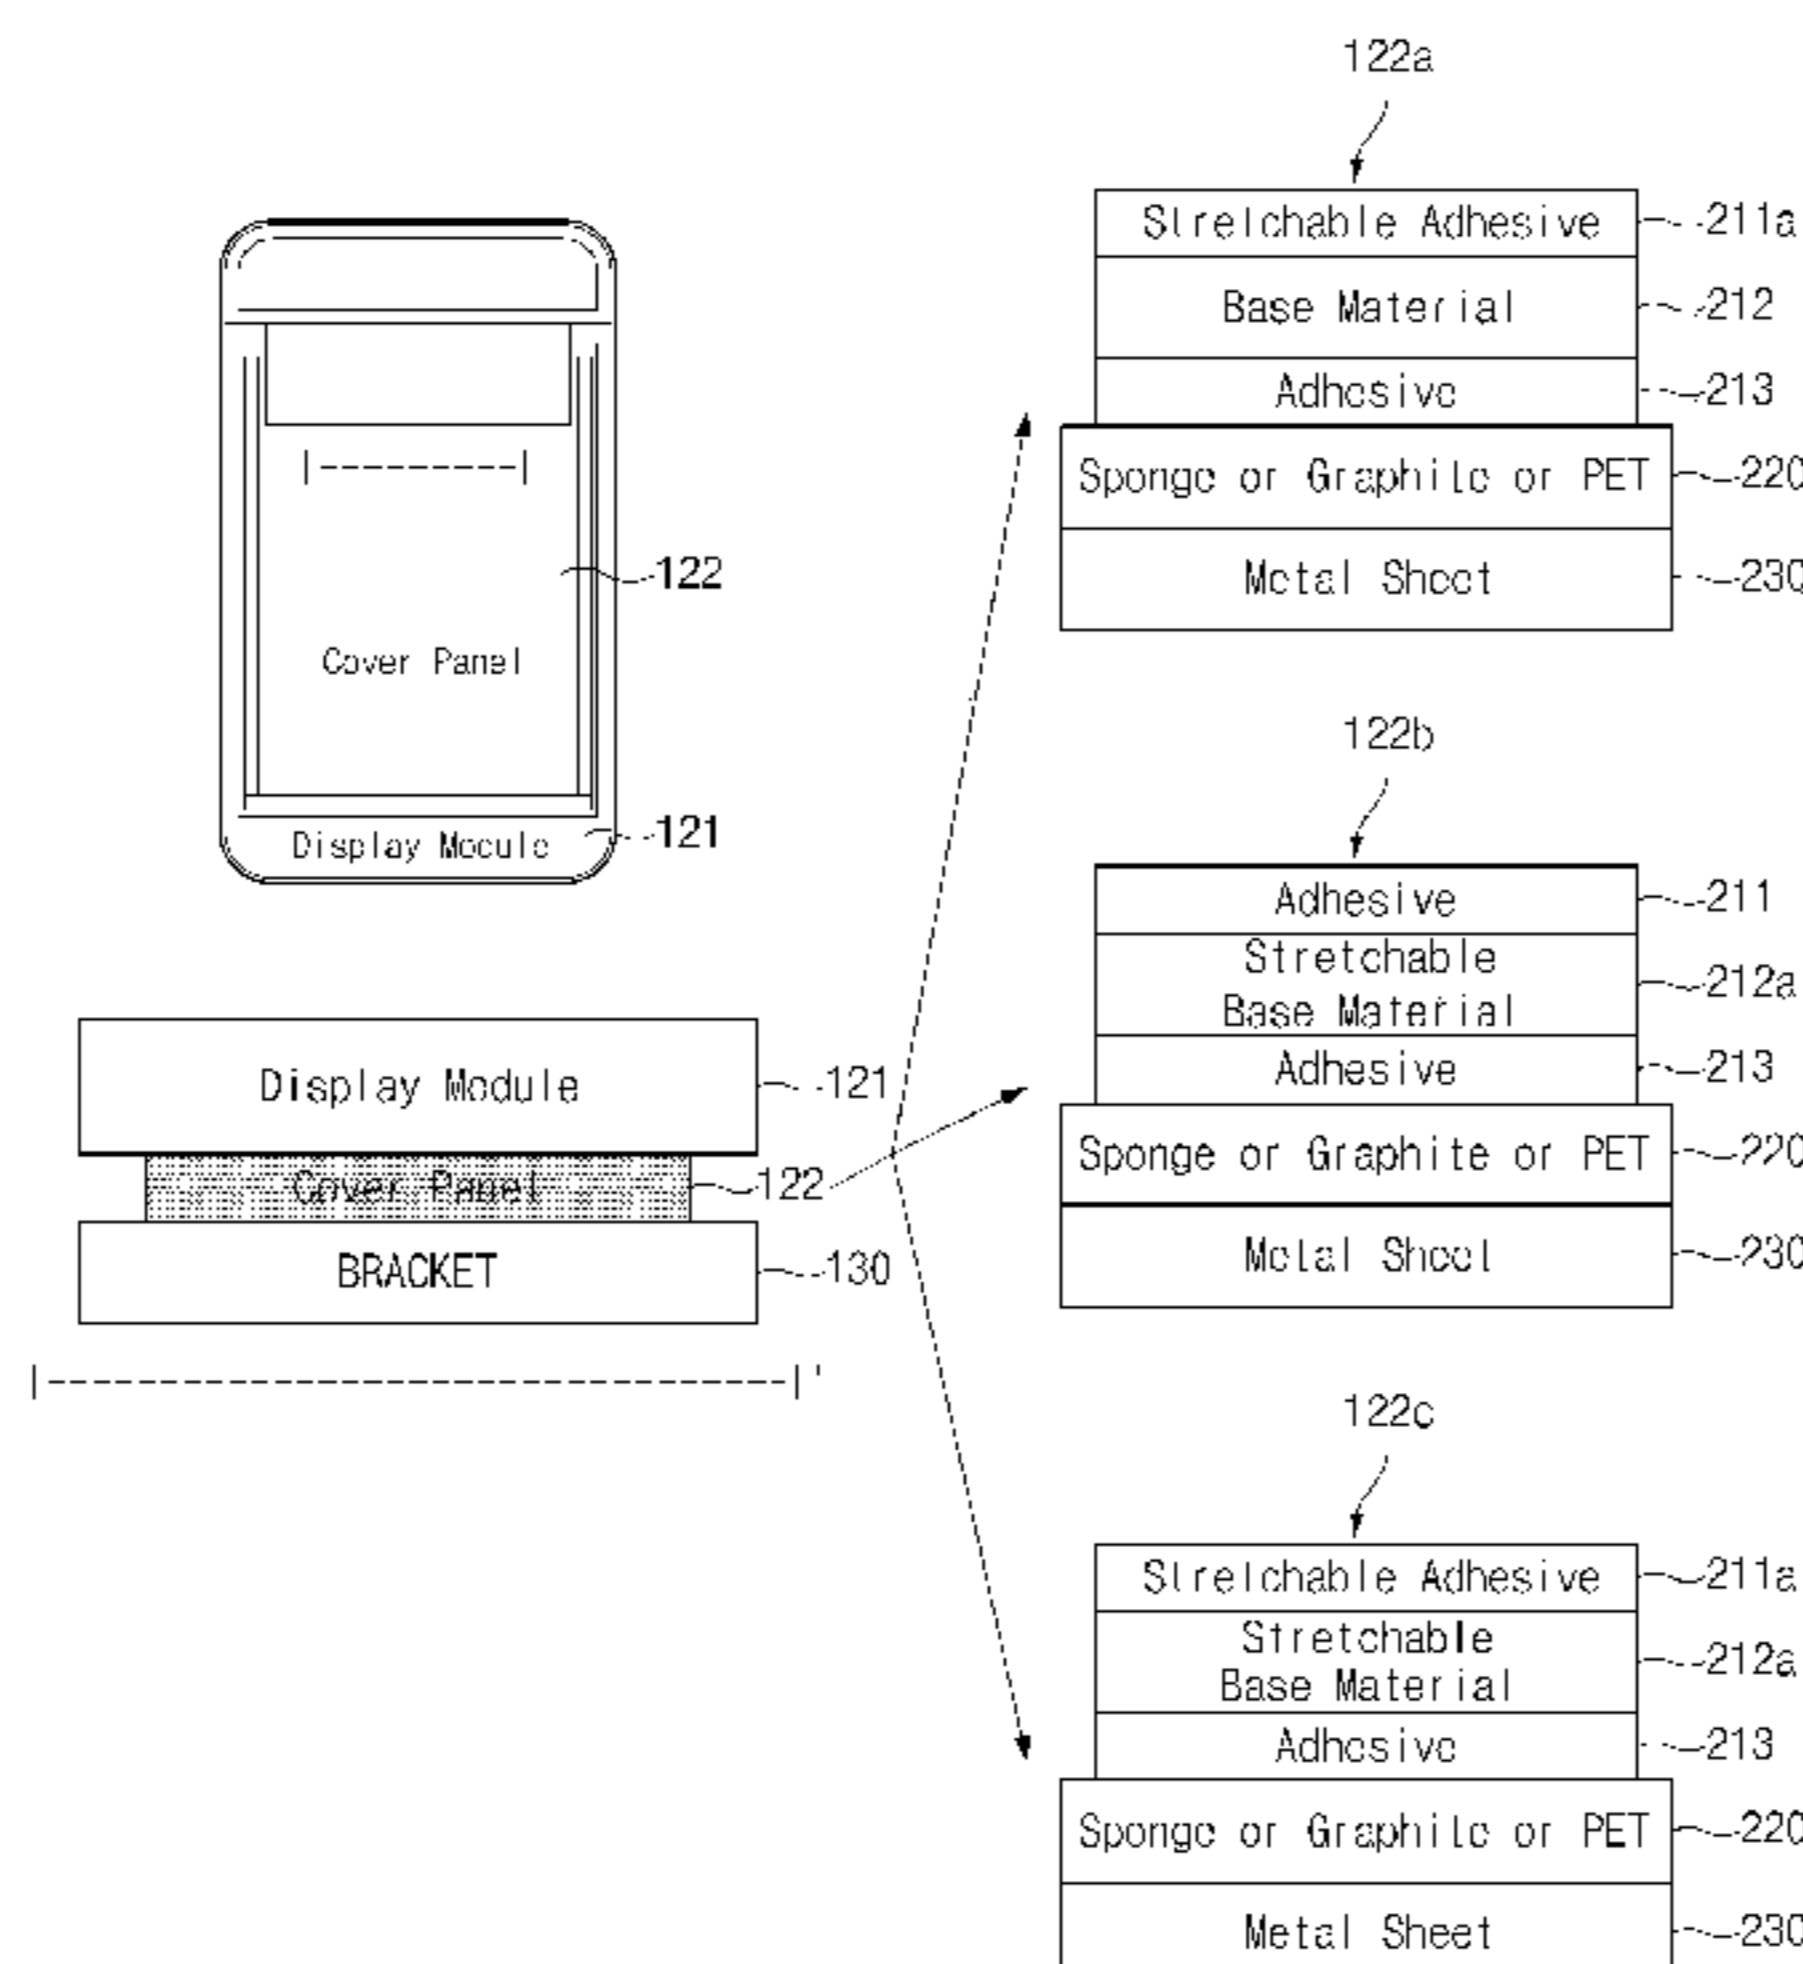 122
Cover Panel
Display Module
121
Display Module
121
Cover Panel
122
BRACKET
130
122a
Stretchable Adhesive
211a
Base Material
212
Adhesive
213
Sponge or Graphite or PET
220
Metal Sheet
230
122b
Adhesive
211
Stretchable
Base Material
212a
Adhesive
213
Sponge or Graphite or PET
220
Metal Sheet
230
122c
Stretchable Adhesive
211a
Stretchable
Base Material
212a
Adhesive
213
Sponge or Graphite or PET
220
Metal Sheet
230